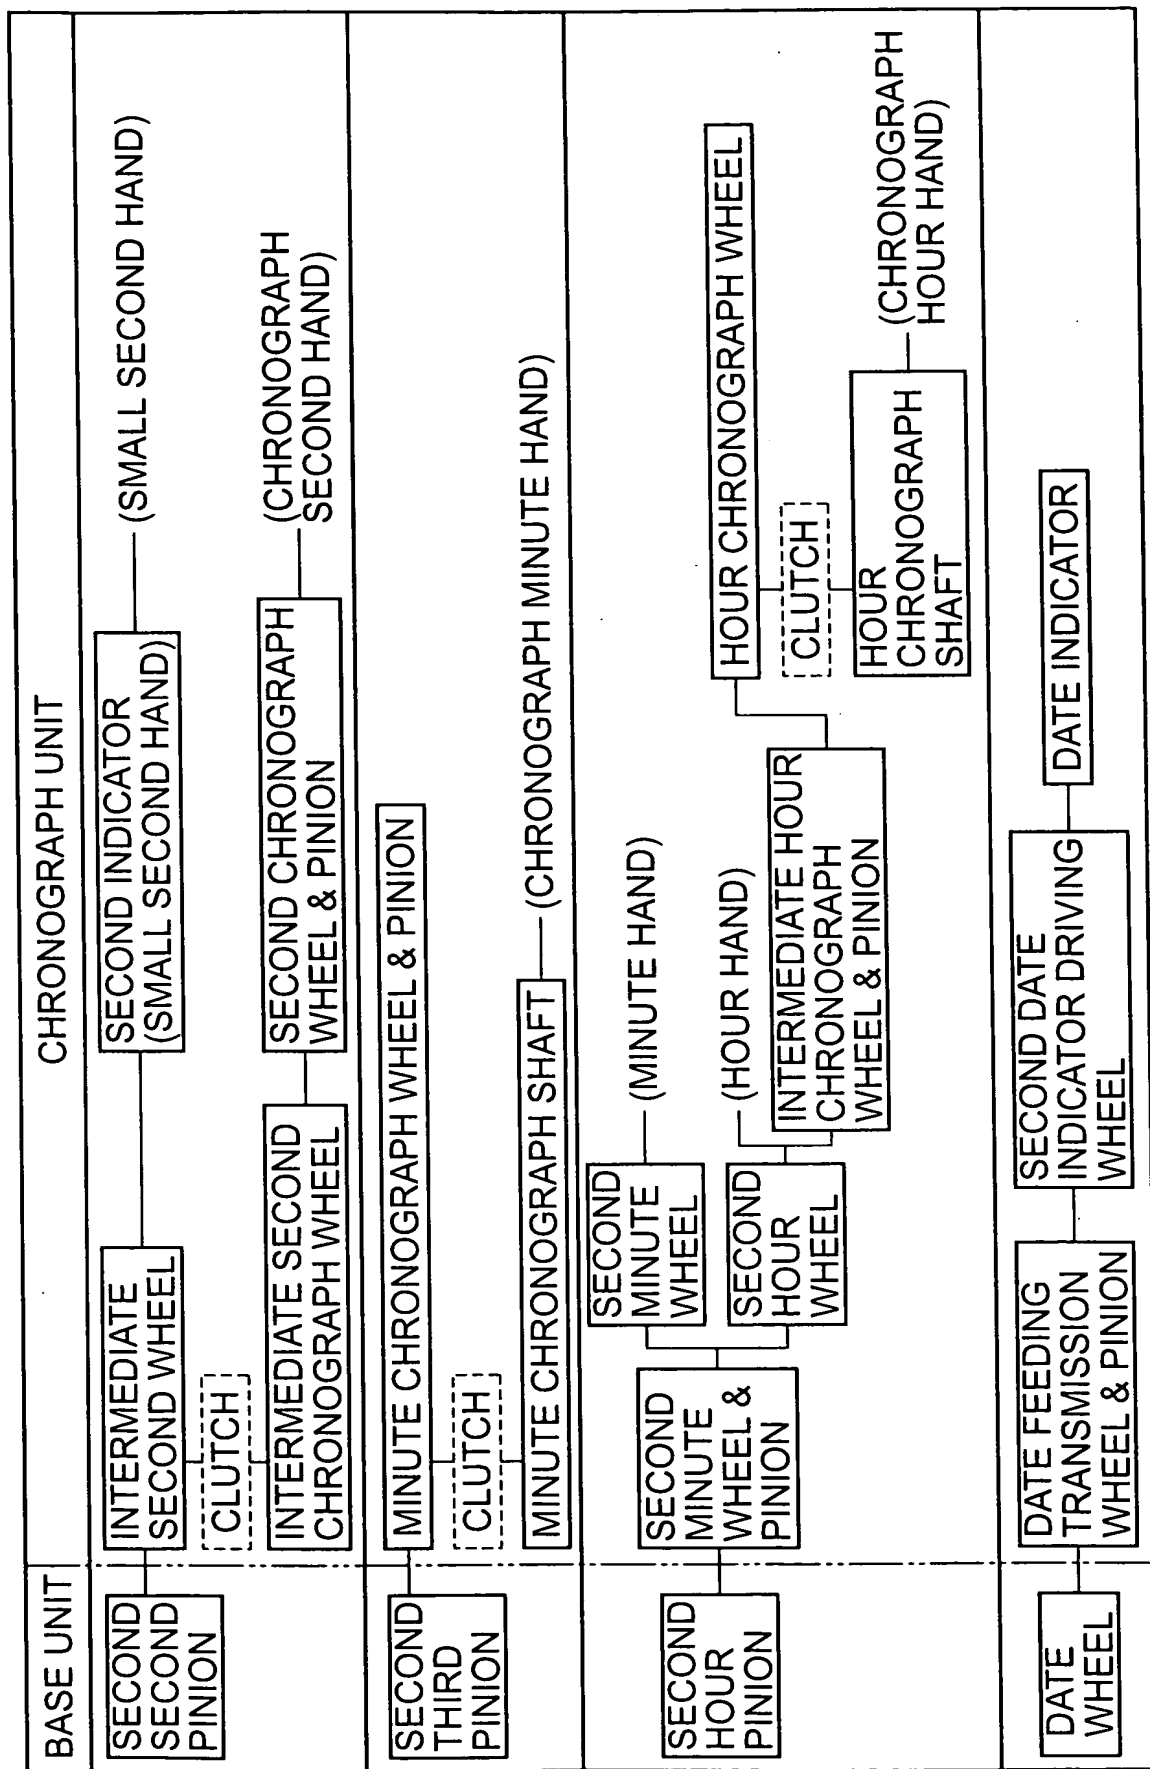 BASE UNIT
CHRONOGRAPH UNIT
SECOND
SECOND
PINION
INTERMEDIATE
SECOND WHEEL
SECOND INDICATOR
(SMALL SECOND HAND)
(SMALL SECOND HAND)
CLUTCH
INTERMEDIATE SECOND
CHRONOGRAPH WHEEL
SECOND CHRONOGRAPH
WHEEL & PINION
(CHRONOGRAPH
SECOND HAND)
SECOND
THIRD
PINION
MINUTE CHRONOGRAPH WHEEL & PINION
CLUTCH
MINUTE CHRONOGRAPH SHAFT
(CHRONOGRAPH MINUTE HAND)
SECOND
HOUR
PINION
SECOND
MINUTE
WHEEL &
PINION
SECOND
MINUTE
WHEEL
(MINUTE HAND)
SECOND
HOUR
WHEEL
(HOUR HAND)
INTERMEDIATE HOUR
CHRONOGRAPH
WHEEL & PINION
HOUR CHRONOGRAPH WHEEL
CLUTCH
HOUR
CHRONOGRAPH
SHAFT
(CHRONOGRAPH
HOUR HAND)
DATE
WHEEL
DATE FEEDING
TRANSMISSION
WHEEL & PINION
SECOND DATE
INDICATOR DRIVING
WHEEL
DATE INDICATOR